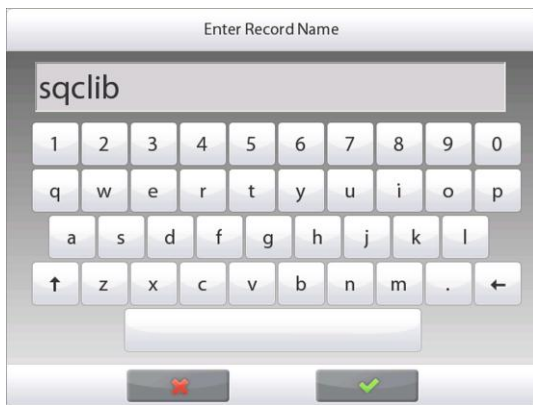 Enter Record Name
sqclib
1 2 3 4 5 6 7 8 9 0
q w e r t y u i o p
a s d f g h j k l
↑ z x c v b n m . ←